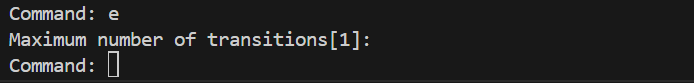 Command: e
Maximum number of transitions[1]:
Command: